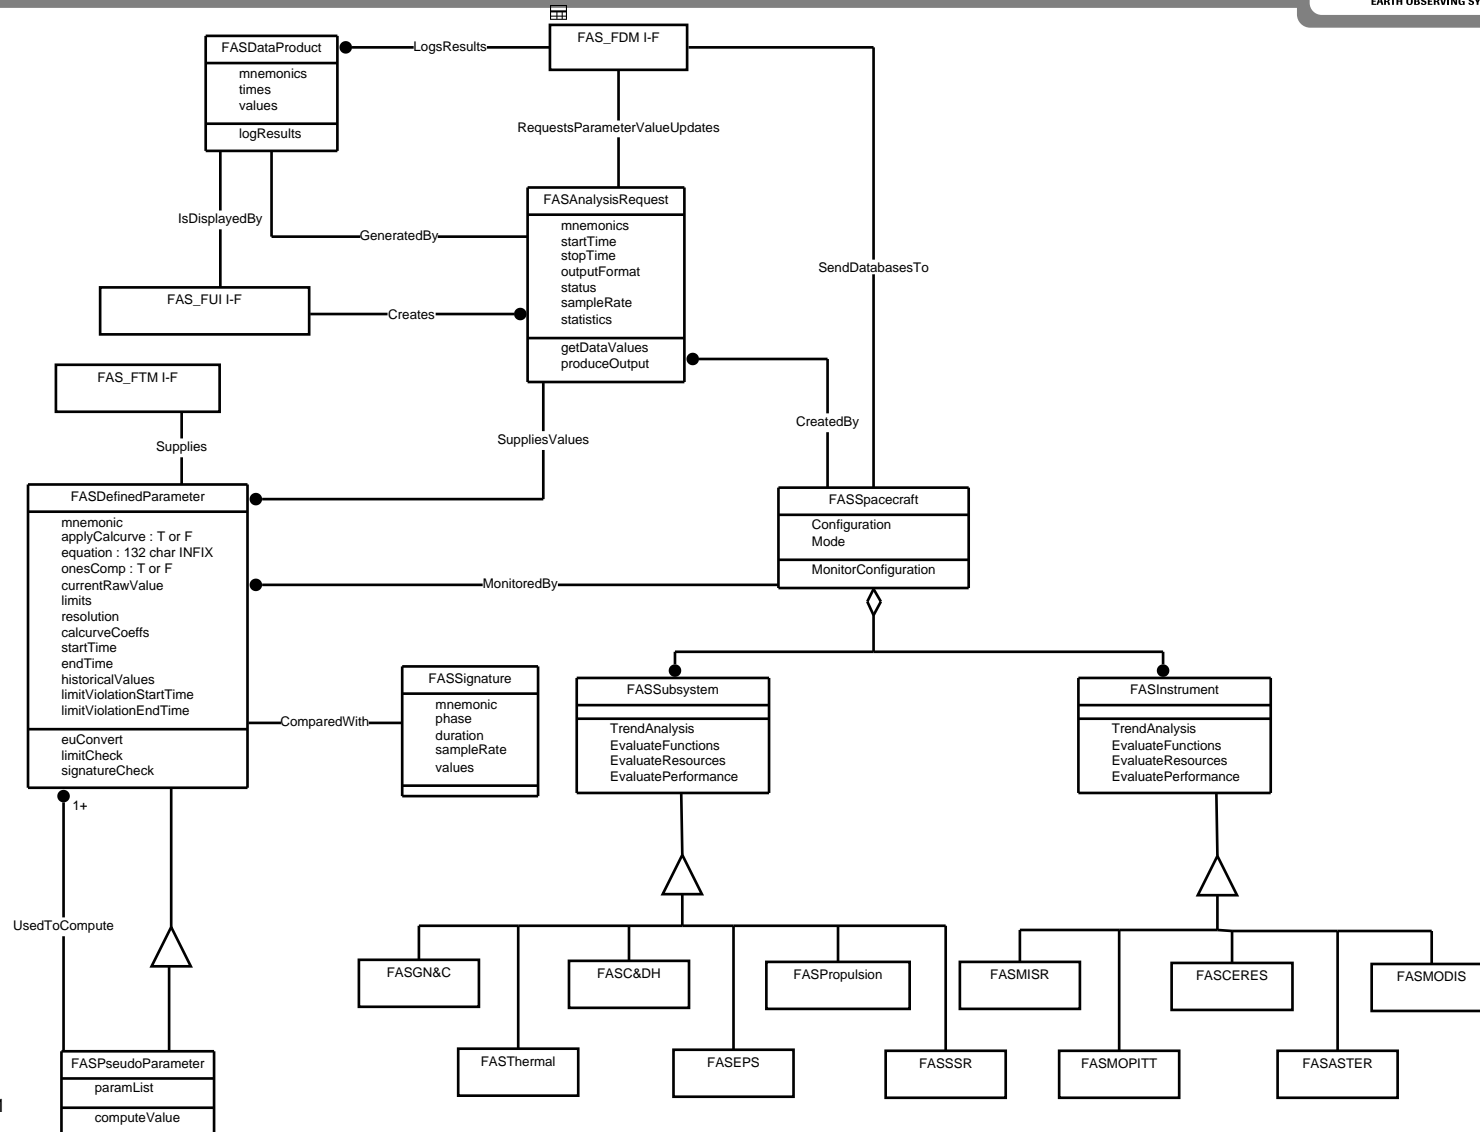 EARTH OBSERVING SY
FASDataProduct
mnemonics
times
values
logResults
LogsResults
FAS_FDM I-F
RequestsParameterValueUpdates
IsDisplayedBy
GeneratedBy
FASAnalysisRequest
mnemonics
startTime
stopTime
outputFormat
status
sampleRate
statistics
getDataValues
produceOutput
SendDatabasesTo
FAS_FUI I-F
Creates
FAS_FTM I-F
Supplies
SuppliesValues
CreatedBy
FASDefinedParameter
mnemonic
applyCalcurve : T or F
equation : 132 char INFIX
onesComp : T or F
currentRawValue
limits
resolution
calcurveCoeffs
startTime
endTime
historicalValues
limitViolationStartTime
limitViolationEndTime
euConvert
limitCheck
signatureCheck
FASSpacecraft
Configuration
Mode
MonitorConfiguration
MonitoredBy
ComparedWith
FASSignature
mnemonic
phase
duration
sampleRate
values
FASSubsystem
TrendAnalysis
EvaluateFunctions
EvaluateResources
EvaluatePerformance
FASInstrument
TrendAnalysis
EvaluateFunctions
EvaluateResources
EvaluatePerformance
1+
UsedToCompute
FASGN&C
FASC&DH
FASPropulsion
FASMISR
FASCERES
FASMODIS
FASThermal
FASEPS
FASSSR
FASMOPITT
FASASTER
FASPseudoParameter
paramList
computeValue